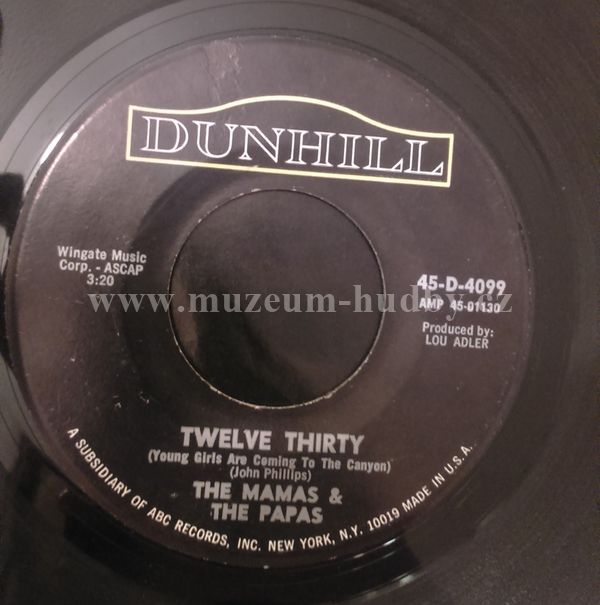 DUNHILL
Wingate Music
Corp. - ASCAP
3:20
45-D-4099
AMP 45-01130
Produced by:
LOU ADLER
www.muzeum-hudby.cz
TWELVE THIRTY
(Young Girls Are Coming To The Canyon)
(John Phillips)
THE MAMAS &
THE PAPAS
A SUBSIDIARY OF ABC RECORDS, INC. NEW YORK, N.Y. 10019 MADE IN U.S.A.